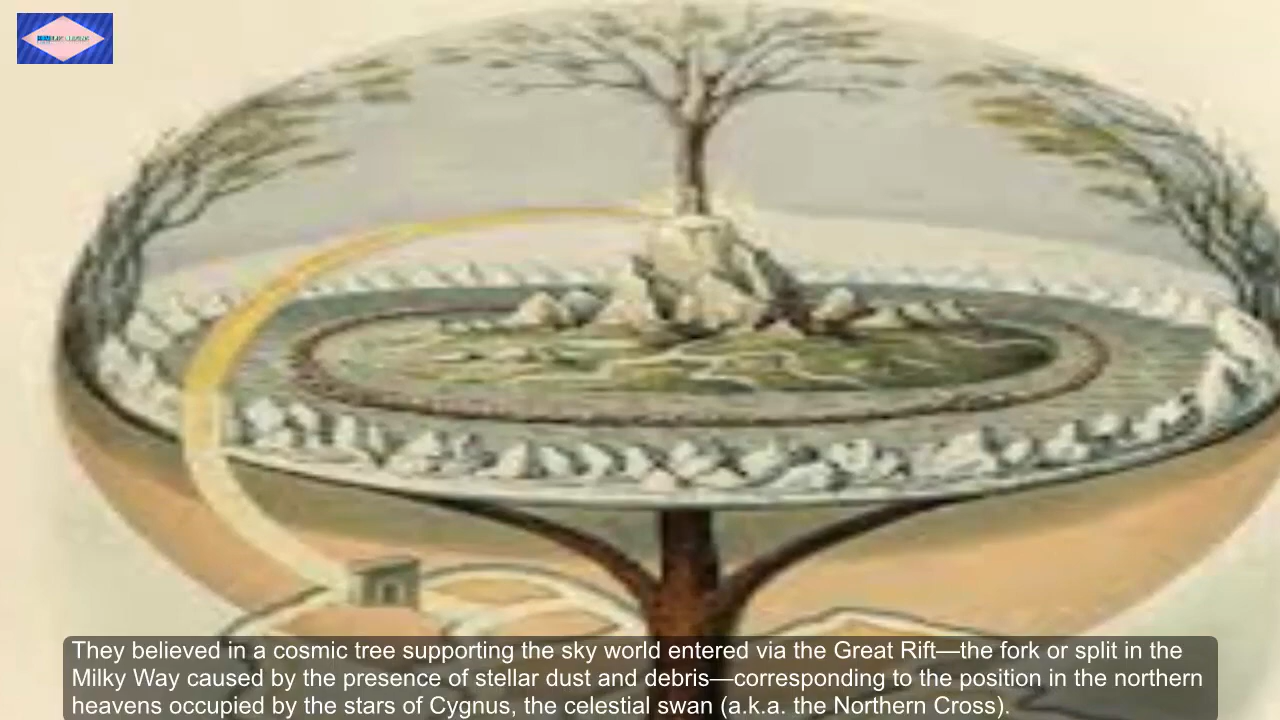 They believed in a cosmic tree supporting the sky world entered via the Great Rift—the fork or split in the
Milky Way caused by the presence of stellar dust and debris—corresponding to the position in the northern
heavens occupied by the stars of Cygnus, the celestial swan (a.k.a. the Northern Cross).